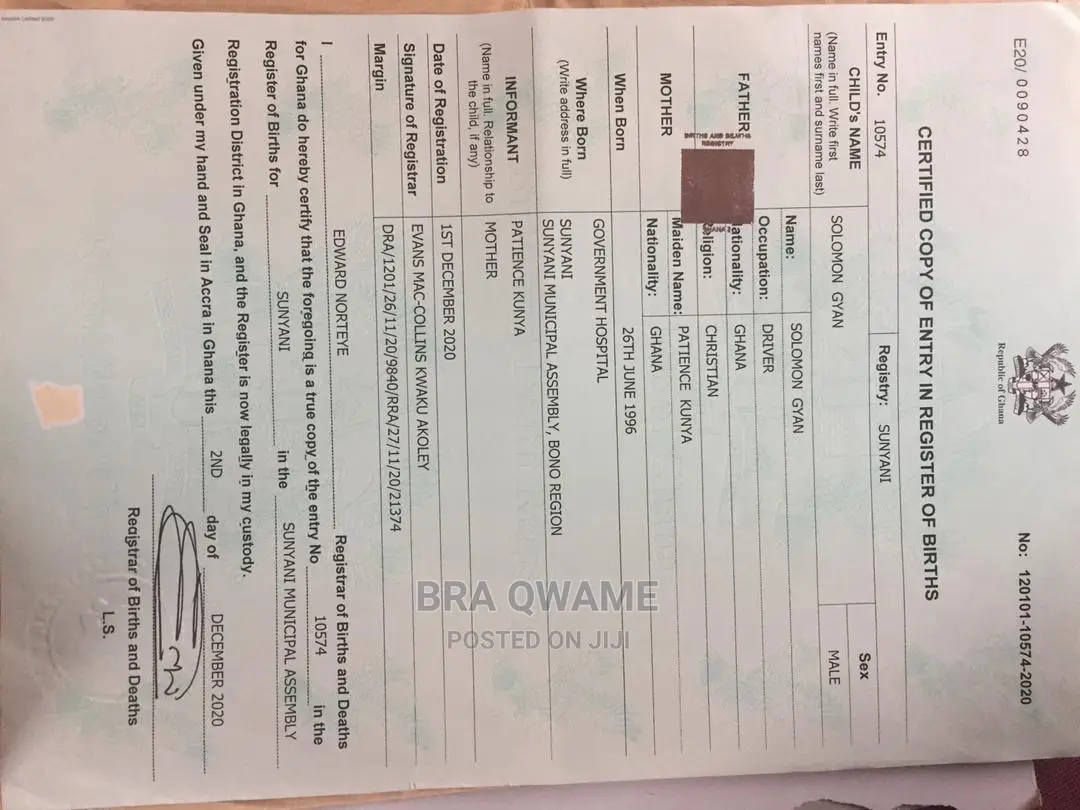 E20/ 0090428
Republic of Ghana
No: 120101-10574-2020
CERTIFIED COPY OF ENTRY IN REGISTER OF BIRTHS
Entry No. 10574
Registry: SUNYANI
CHILD's NAME
(Name in full. Write first
names first and surname last)
SOLOMON GYAN
Sex
MALE
FATHER
Name: SOLOMON GYAN
Occupation: DRIVER
ationality: GHANA
ligion: CHRISTIAN
BIRTHS AND DEATHS
REGISTRY
MOTHER
Maiden Name: PATIENCE KUNYA
Nationality: GHANA
When Born
26TH JUNE 1996
Where Born
(Write address in full)
GOVERNMENT HOSPITAL
SUNYANI
SUNYANI MUNICIPAL ASSEMBLY, BONO REGION
INFORMANT
(Name in full. Relationship to
the child, if any)
PATIENCE KUNYA
MOTHER
Date of Registration 1ST DECEMBER 2020
Signature of Registrar EVANS MAC-COLLINS KWAKU AKOLEY
Margin DRA/1201/26/11/20/9840/RRA/27/11/20/21374
I EDWARD NORTEYE Registrar of Births and Deaths
for Ghana do hereby certify that the foregoing is a true copy of the entry No 10574 in the
Register of Births for SUNYANI in the SUNYANI MUNICIPAL ASSEMBLY
Registration District in Ghana, and the Register is now legally in my custody.
Given under my hand and Seal in Accra in Ghana this 2ND day of DECEMBER 2020
Registrar of Births and Deaths
L.S.
BRA QWAME
POSTED ON JIJI